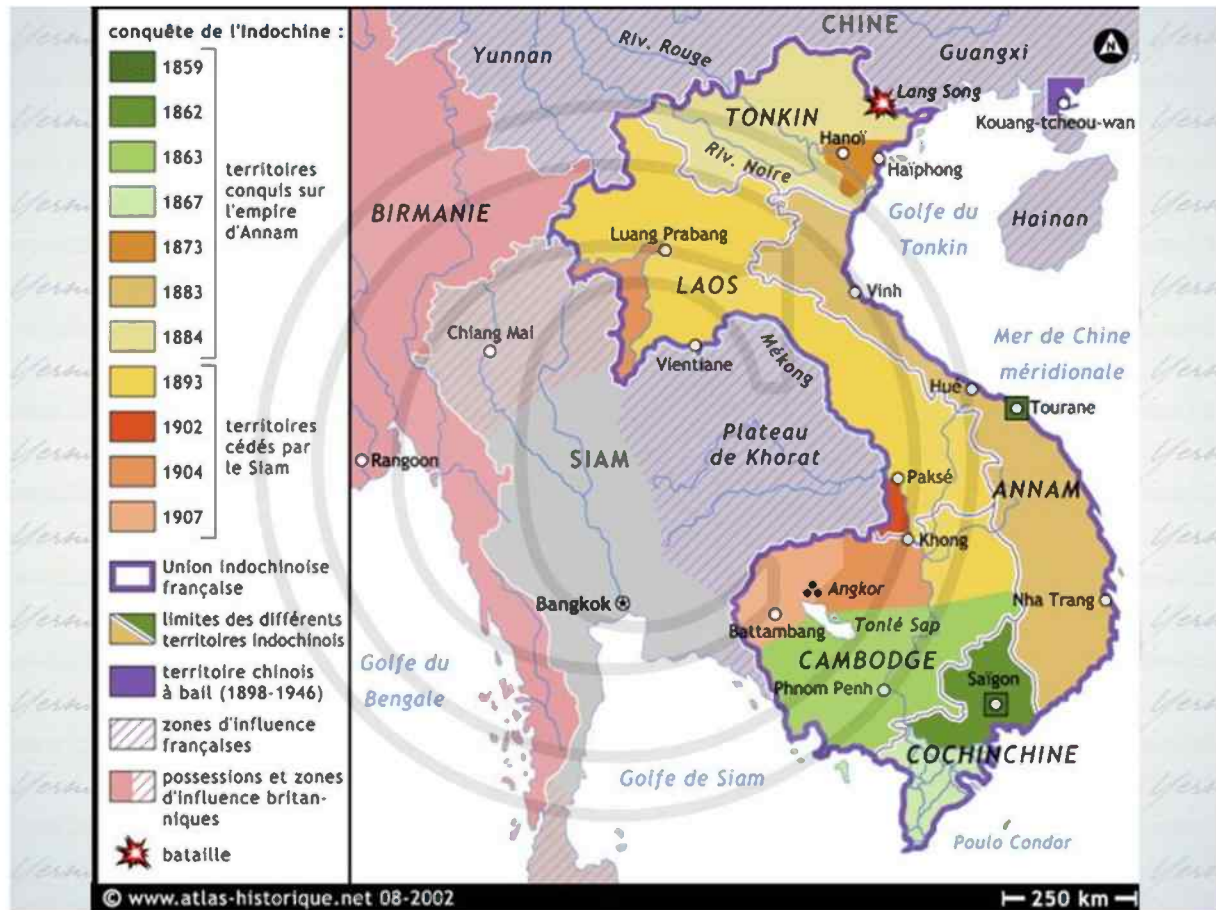 conquête de l'Indochine :
1859
1862
1863
1867
1873
1883
1884
territoires
conquis sur
l'empire
d'Annam
1893
1902
1904
1907
territoires
cédés par
le Siam
Union indochinoise
française
limites des différents
territoires indochinois
territoire chinois
à bail (1898-1946)
zones d'influence
françaises
possessions et zones
d'influence britan-
niques
bataille
CHINE
Yunnan
Riv. Rouge
Guangxi
N
Lang Song
Kouang-tcheou-wan
TONKIN
Hanoï
Riv. Noire
Haïphong
BIRMANIE
Golfe du
Tonkin
Hainan
Luang Prabang
LAOS
Vinh
Chiang Mai
Vientiane
Mékong
Mer de Chine
méridionale
Hué
Tourane
Plateau
de Khorat
SIAM
Rangoon
Paksé
ANNAM
Khong
Angkor
Bangkok
Nha Trang
Battambang
Tonlé Sap
CAMBODGE
Golfe du
Bengale
Phnom Penh
Saïgon
COCHINCHINE
Golfe de Siam
Poulo Condor
© www.atlas-historique.net 08-2002
250 km